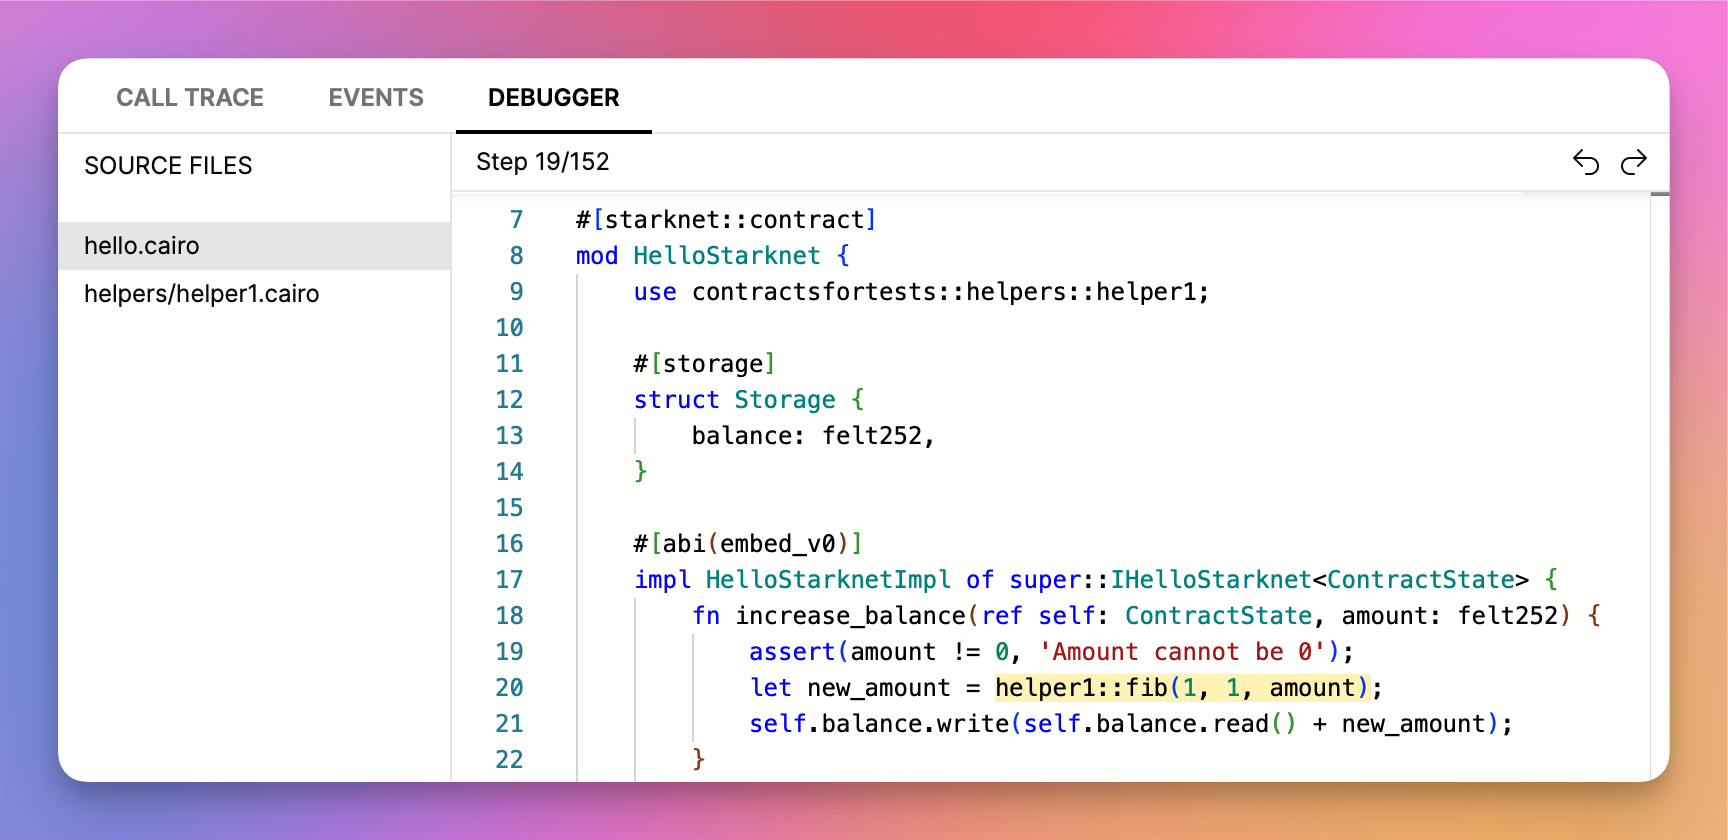 CALL TRACE EVENTS DEBUGGER
SOURCE FILES
hello.cairo
helpers/helper1.cairo
Step 19/152
7 #[starknet::contract]
8 mod HelloStarknet {
9 use contractsfortests::helpers::helper1;
10
11 #[storage]
12 struct Storage {
13 balance: felt252,
14 }
15
16 #[abi(embed_v0)]
17 impl HelloStarknetImpl of super::IHelloStarknet<ContractState> {
18 fn increase_balance(ref self: ContractState, amount: felt252) {
19 assert(amount != 0, 'Amount cannot be 0');
20 let new_amount = helper1::fib(1, 1, amount);
21 self.balance.write(self.balance.read() + new_amount);
22 }